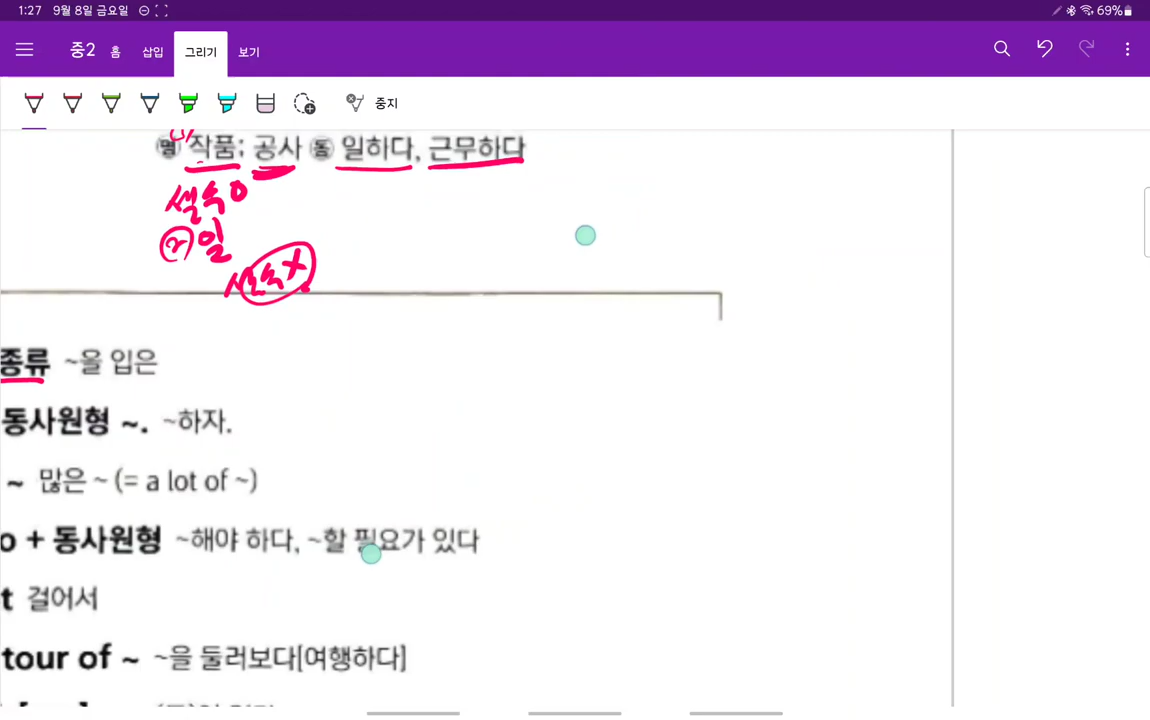 1:27 9월 8일 금요일 69%
중2 홈 삽입 그리기 보기
중지
(1)
명 작품; 공사 동 일하다, 근무하다
셀수 O
(2) 일
셀수 X
종류 ~을 입은
동사원형 ~. ~하자.
~ 많은 ~ (= a lot of ~)
o + 동사원형 ~해야 하다, ~할 필요가 있다
t 걸어서
tour of ~ ~을 둘러보다[여행하다]